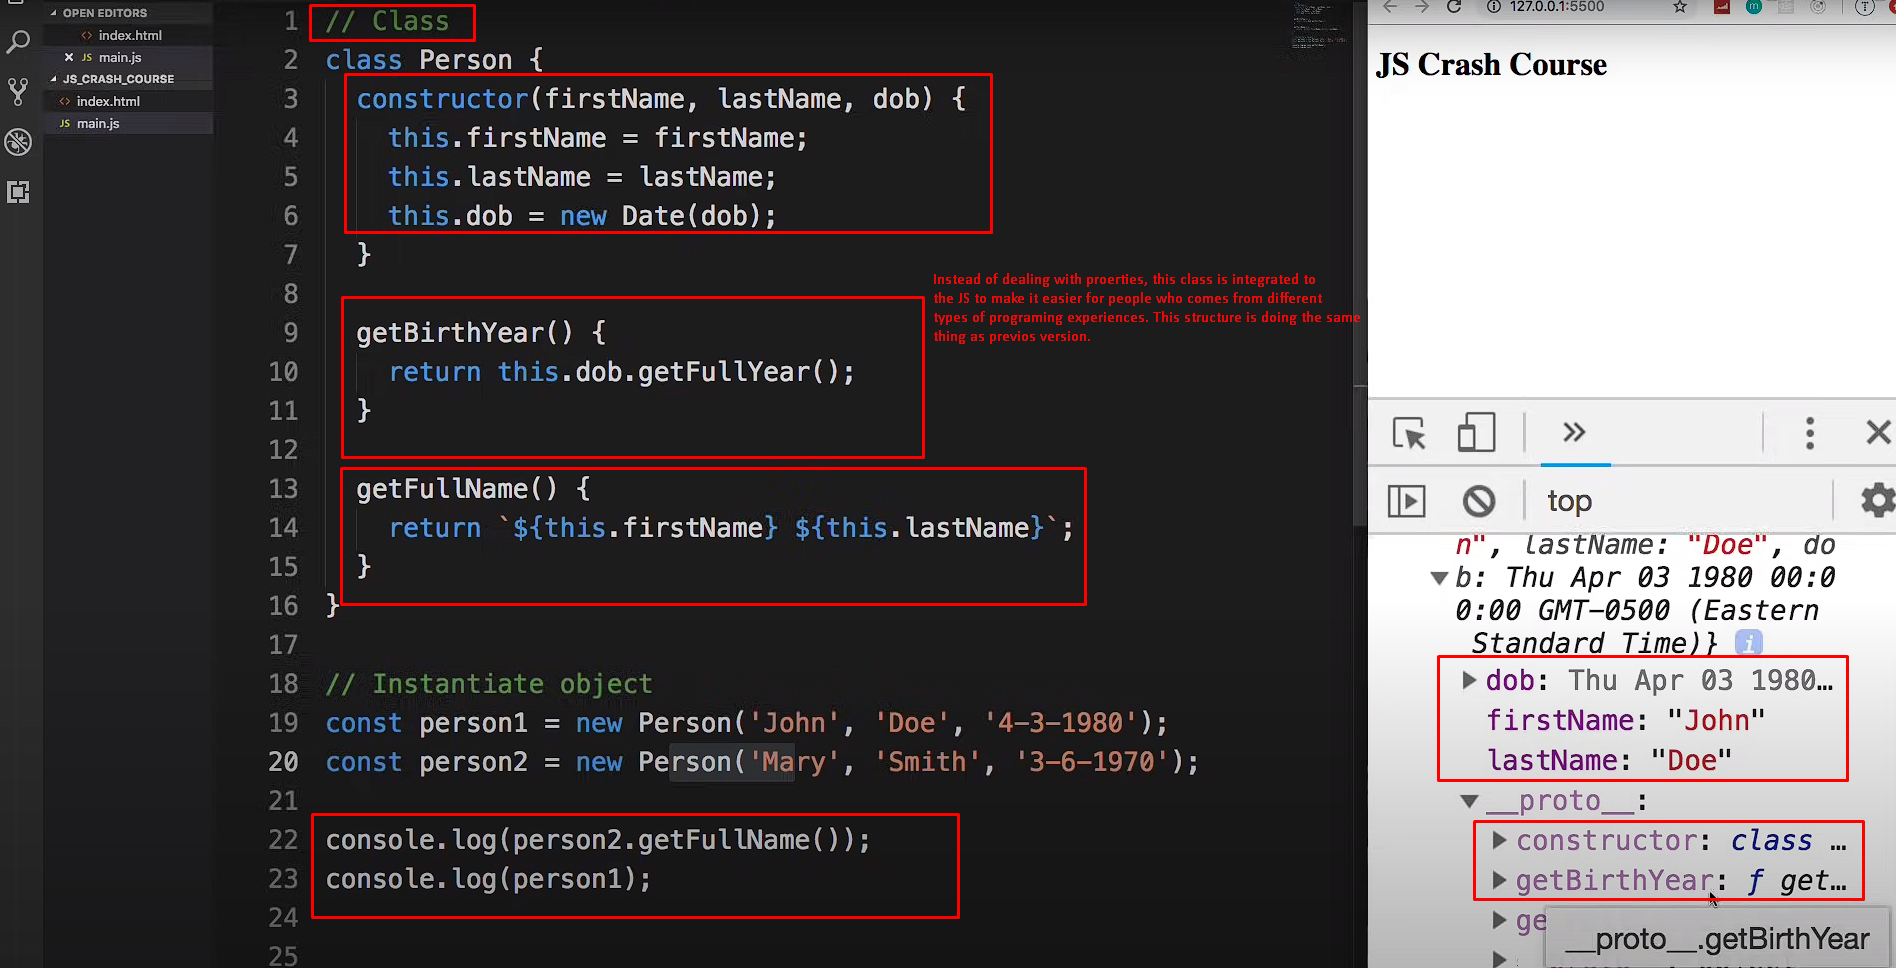 OPEN EDITORS
index.html
JS main.js
JS_CRASH_COURSE
index.html
JS main.js
1 // Class
2 class Person {
3 constructor(firstName, lastName, dob) {
4 this.firstName = firstName;
5 this.lastName = lastName;
6 this.dob = new Date(dob);
7 }
8
9 getBirthYear() {
10 return this.dob.getFullYear();
11 }
12
13 getFullName() {
14 return `${this.firstName} ${this.lastName}`;
15 }
16 }
17
18 // Instantiate object
19 const person1 = new Person('John', 'Doe', '4-3-1980');
20 const person2 = new Person('Mary', 'Smith', '3-6-1970');
21
22 console.log(person2.getFullName());
23 console.log(person1);
24
25
Instead of dealing with proerties, this class is integrated to
the JS to make it easier for people who comes from different
types of programing experiences. This structure is doing the same
thing as previos version.
127.0.0.1:5500
JS Crash Course
top
n", lastName: "Doe", do
b: Thu Apr 03 1980 00:0
0:00 GMT-0500 (Eastern
Standard Time)} i
dob: Thu Apr 03 1980…
firstName: "John"
lastName: "Doe"
__proto__:
constructor: class …
getBirthYear: ƒ get…
ge
__proto__.getBirthYear